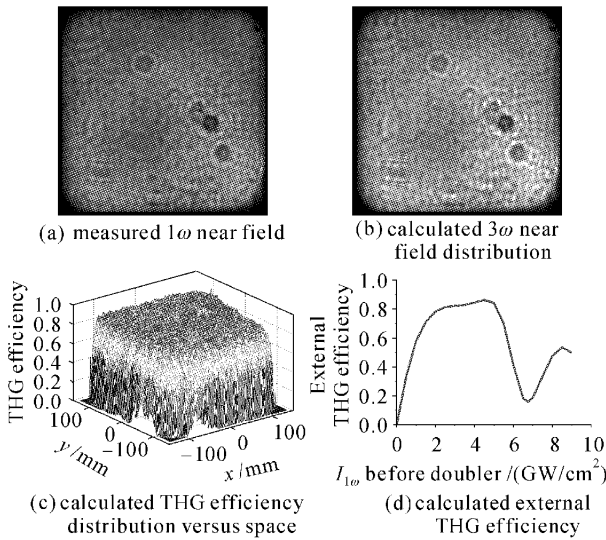 (a) measured 1ω near field
(b) calculated 3ω near
field distribution
THG efficiency
1.0
0.8
0.6
0.4
0.2
0.0
100
0
−100
y/mm
−100
0
100
x/mm
(c) calculated THG efficiency
distribution versus space
External
THG efficiency
1.0
0.8
0.6
0.4
0.2
0.0
0 2 4 6 8 10
I1ω before doubler /(GW/cm²)
(d) calculated external
THG efficiency